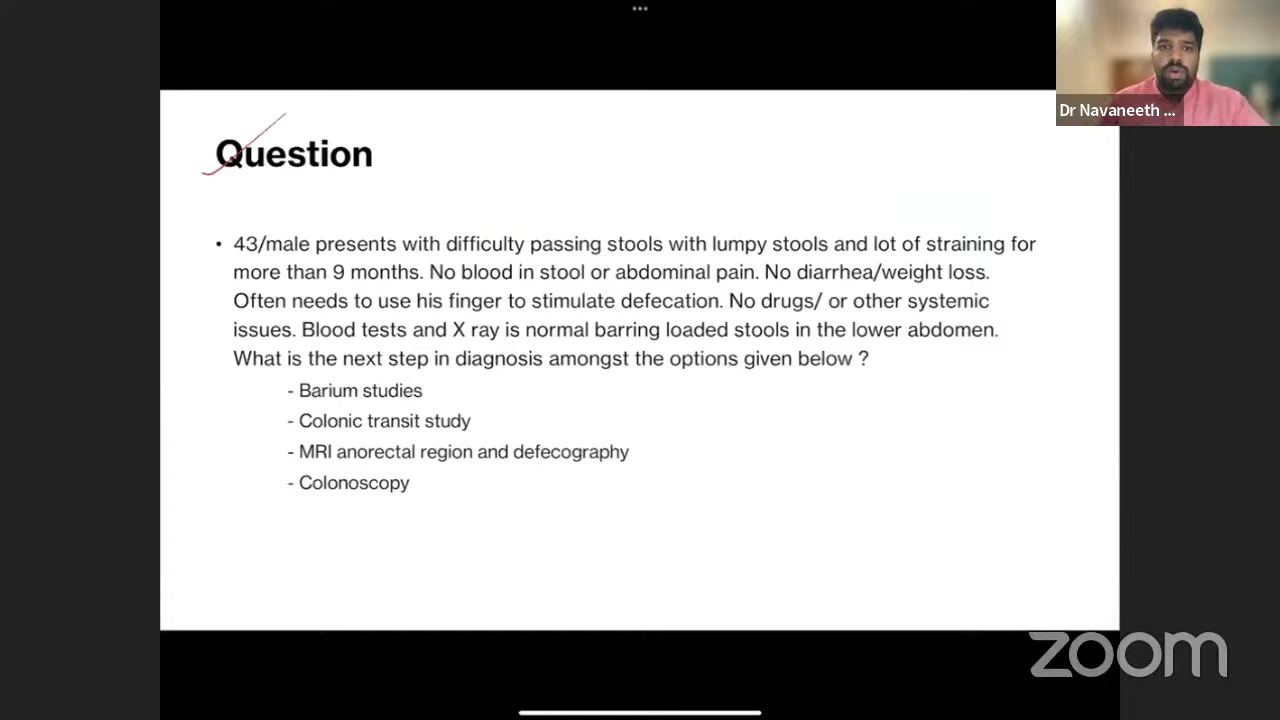 Dr Navaneeth ...
Question
• 43/male presents with difficulty passing stools with lumpy stools and lot of straining for
more than 9 months. No blood in stool or abdominal pain. No diarrhea/weight loss.
Often needs to use his finger to stimulate defecation. No drugs/ or other systemic
issues. Blood tests and X ray is normal barring loaded stools in the lower abdomen.
What is the next step in diagnosis amongst the options given below ?
- Barium studies
- Colonic transit study
- MRI anorectal region and defecography
- Colonoscopy
zoom